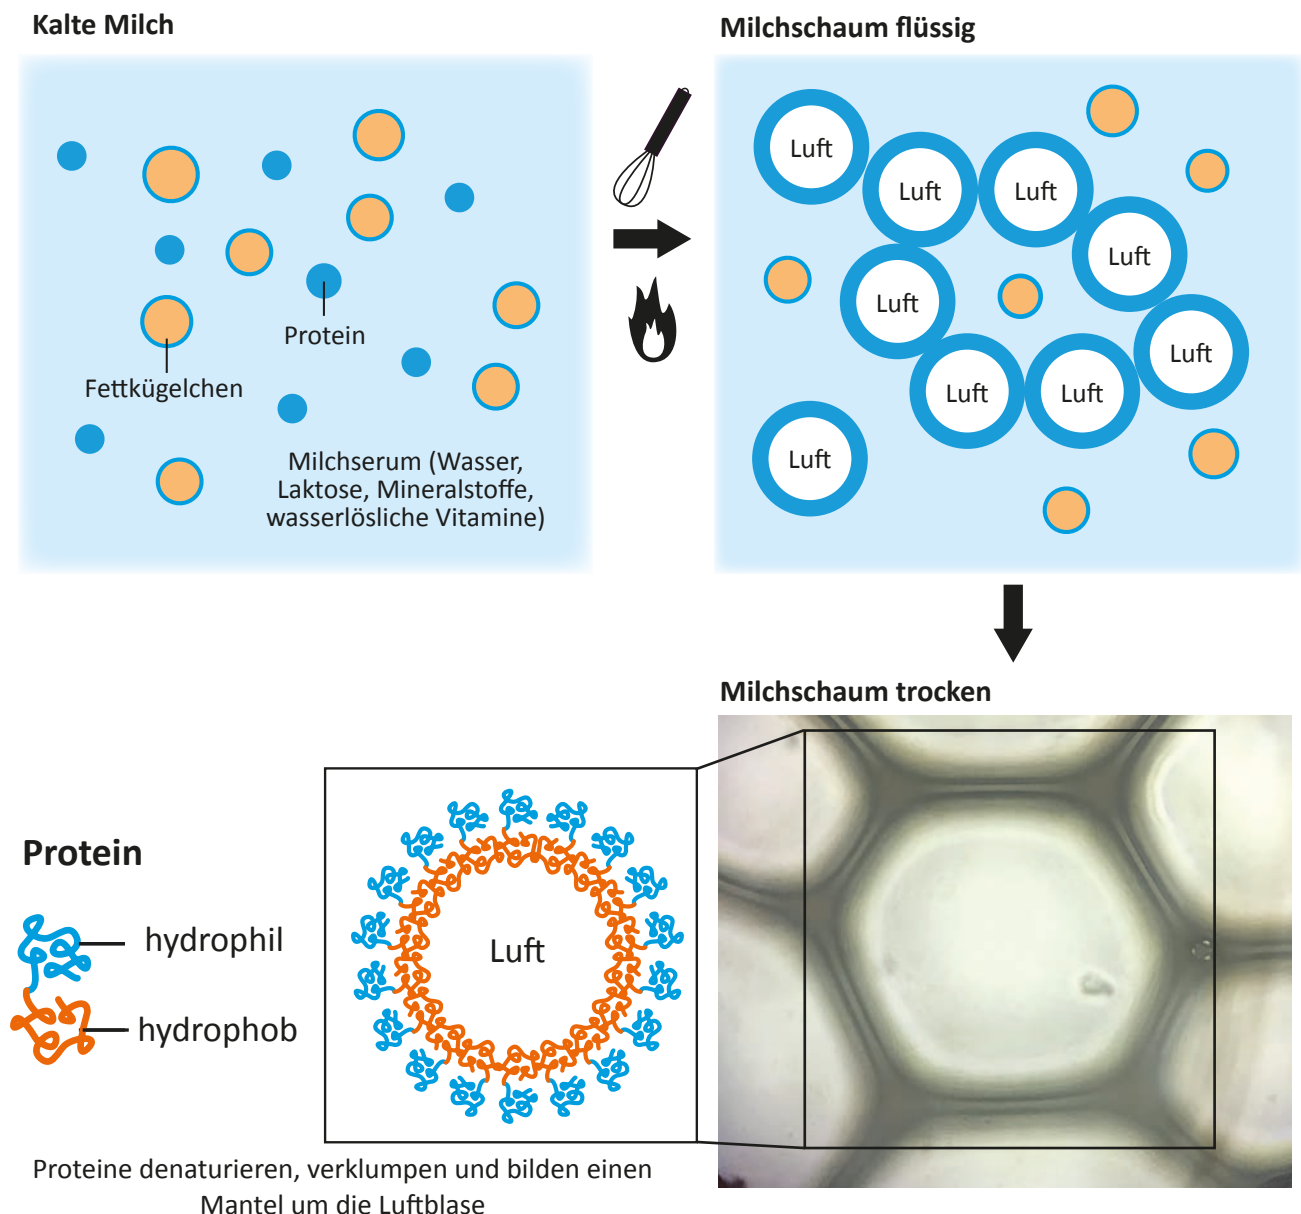 Kalte Milch
Protein
Fettkügelchen
Milchserum (Wasser,
Laktose, Mineralstoffe,
wasserlösliche Vitamine)
Milchschaum flüssig
Luft
Luft
Luft
Luft
Luft
Luft
Luft
Luft
Luft
Milchschaum trocken
Protein
hydrophil
hydrophob
Luft
Proteine denaturieren, verklumpen und bilden einen
Mantel um die Luftblase